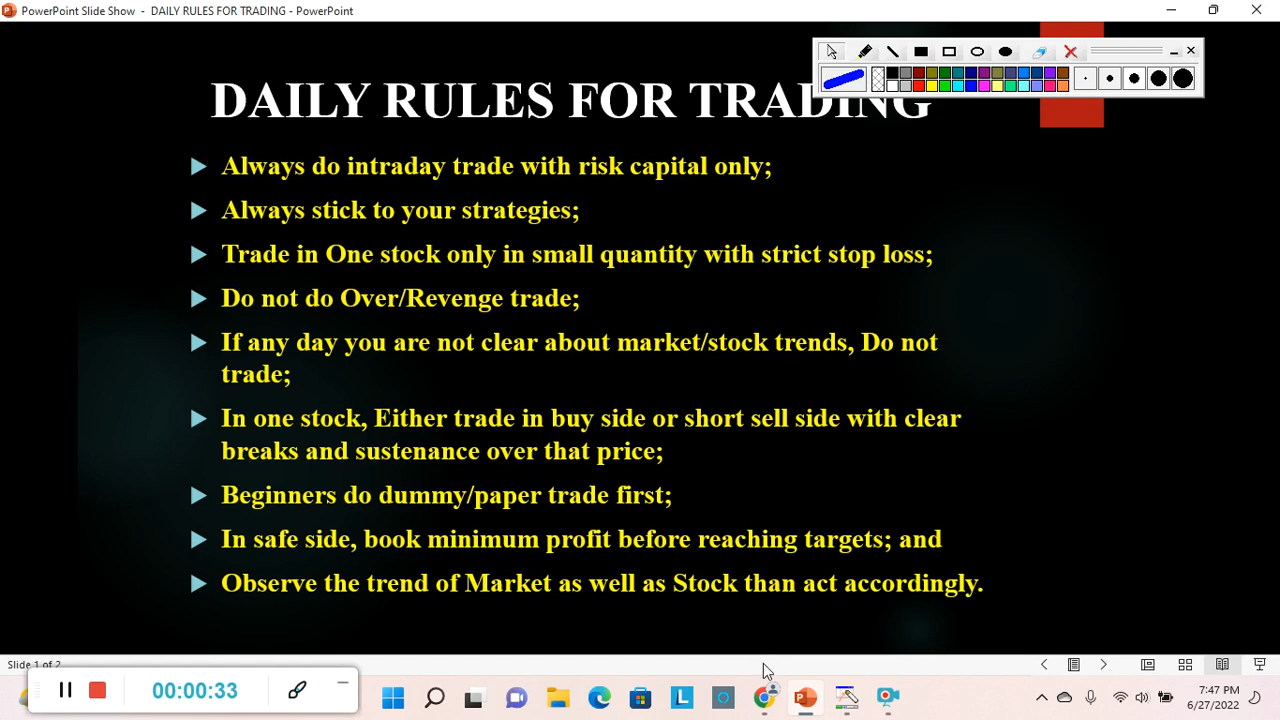 PowerPoint Slide Show - DAILY RULES FOR TRADING - PowerPoint
DAILY RULES FOR TRADING
Always do intraday trade with risk capital only;
Always stick to your strategies;
Trade in One stock only in small quantity with strict stop loss;
Do not do Over/Revenge trade;
If any day you are not clear about market/stock trends, Do not
trade;
In one stock, Either trade in buy side or short sell side with clear
breaks and sustenance over that price;
Beginners do dummy/paper trade first;
In safe side, book minimum profit before reaching targets; and
Observe the trend of Market as well as Stock than act accordingly.
Slide 1 of 2
00:00:33
L
7:47 PM
6/27/2022